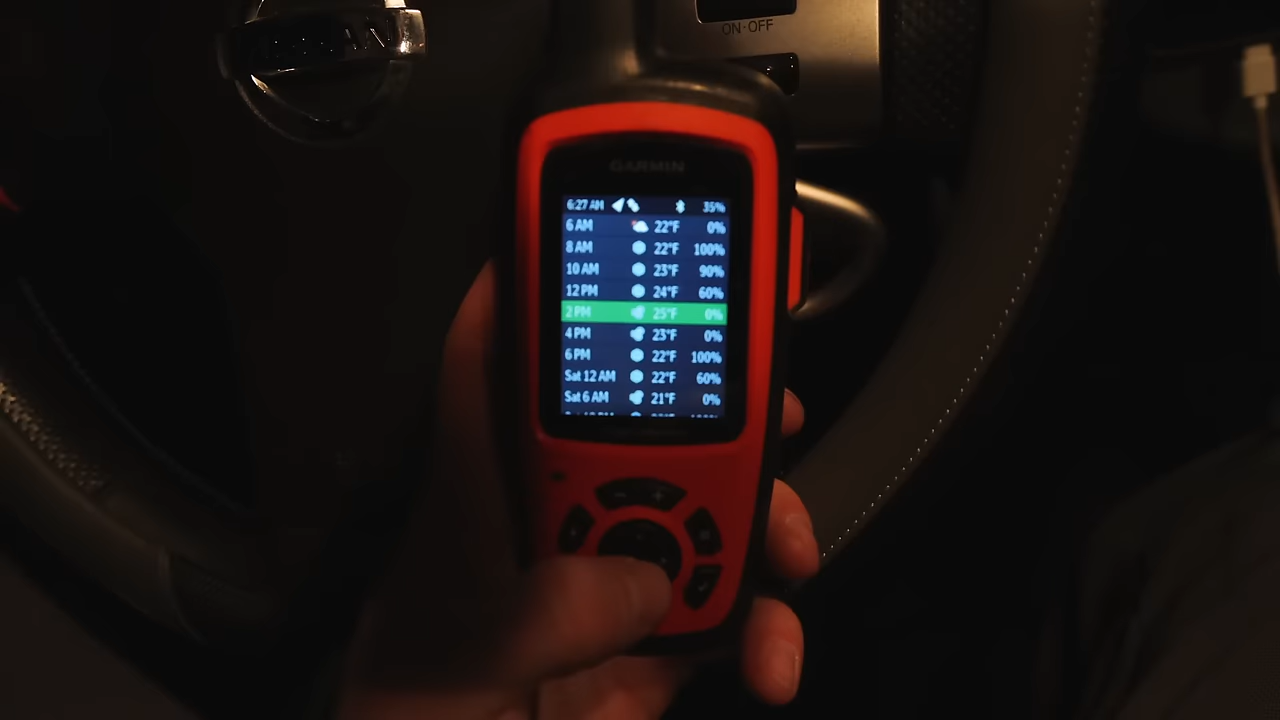 ON·OFF
GARMIN
6:27 AM 35%
6 AM 22°F 0%
8 AM 22°F 100%
10 AM 23°F 90%
12 PM 24°F 60%
2 PM 25°F 0%
4 PM 23°F 0%
6 PM 22°F 100%
Sat 12 AM 22°F 60%
Sat 6 AM 21°F 0%